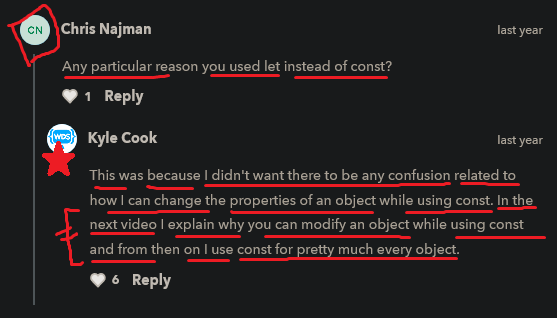 CN
Chris Najman
last year
Any particular reason you used let instead of const?
1 Reply
WDS
Kyle Cook
last year
This was because I didn't want there to be any confusion related to
how I can change the properties of an object while using const. In the
next video I explain why you can modify an object while using const
and from then on I use const for pretty much every object.
6 Reply